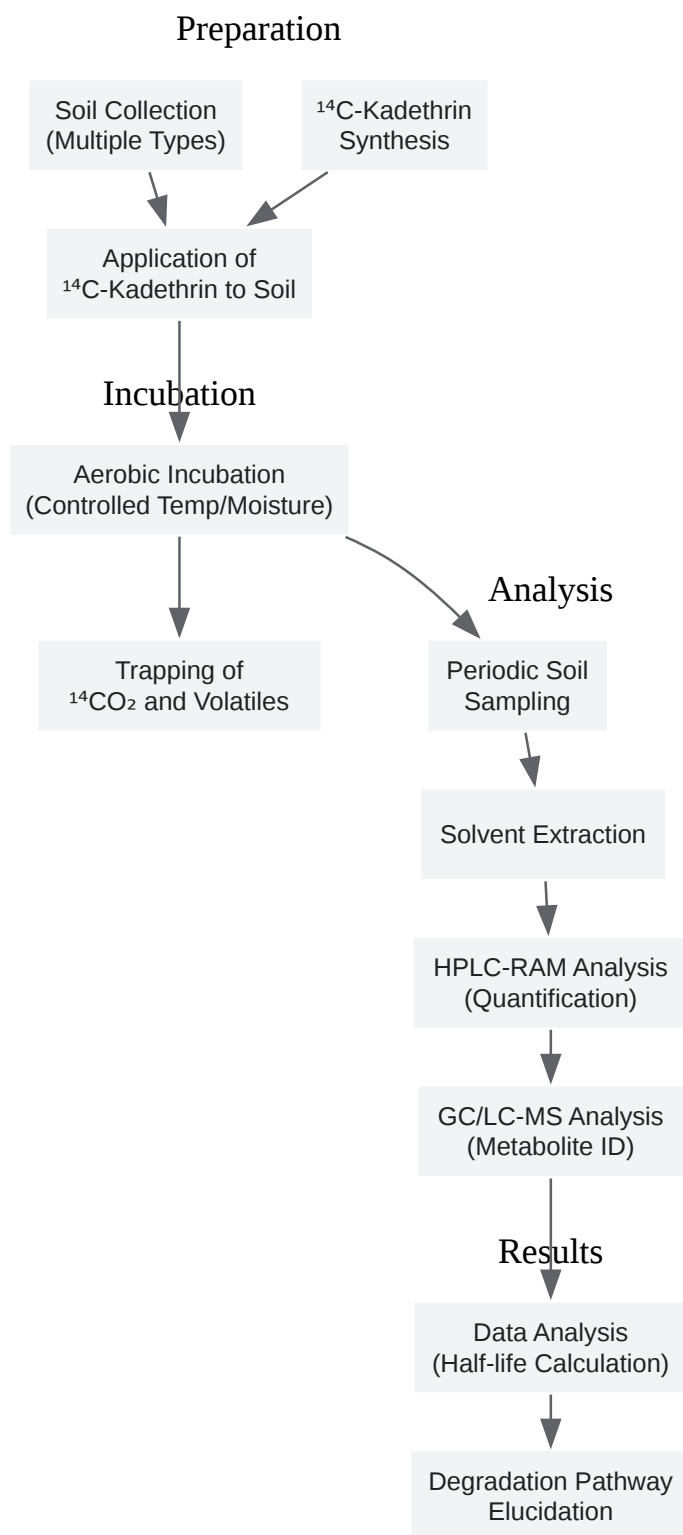 Preparation
Soil Collection
(Multiple Types)
¹⁴C-Kadethrin
Synthesis
Application of
¹⁴C-Kadethrin to Soil
Incubation
Aerobic Incubation
(Controlled Temp/Moisture)
Analysis
Trapping of
¹⁴CO₂ and Volatiles
Periodic Soil
Sampling
Solvent Extraction
HPLC-RAM Analysis
(Quantification)
GC/LC-MS Analysis
(Metabolite ID)
Results
Data Analysis
(Half-life Calculation)
Degradation Pathway
Elucidation